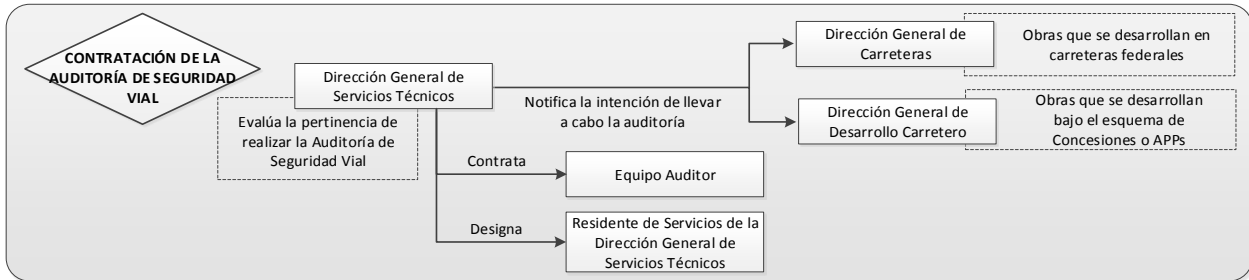 CONTRATACIÓN DE LA
AUDITORÍA DE SEGURIDAD
VIAL
Dirección General de
Servicios Técnicos
Evalúa la pertinencia de
realizar la Auditoría de
Seguridad Vial
Notifica la intención de llevar
a cabo la auditoría
Dirección General de
Carreteras
Obras que se desarrollan en
carreteras federales
Dirección General de
Desarrollo Carretero
Obras que se desarrollan
bajo el esquema de
Concesiones o APPs
Contrata
Equipo Auditor
Designa
Residente de Servicios de la
Dirección General de
Servicios Técnicos